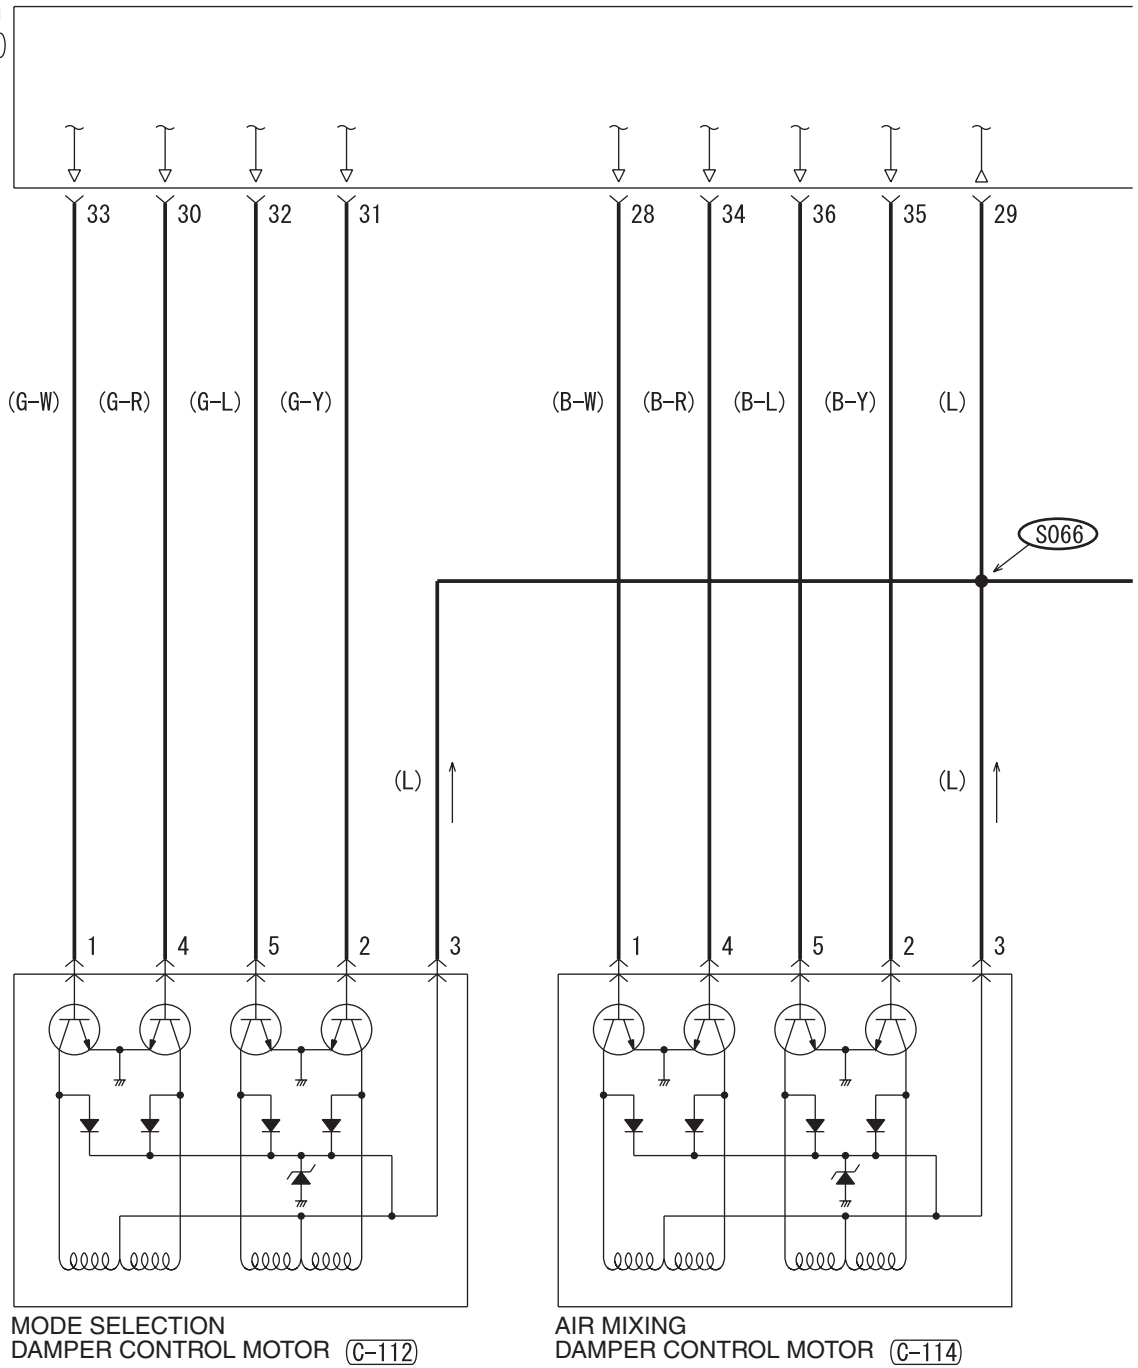 33 30 32 31 28 34 36 35 29
(G-W) (G-R) (G-L) (G-Y) (B-W) (B-R) (B-L) (B-Y) (L)
S066
(L) (L)
1 4 5 2 3 1 4 5 2 3
MODE SELECTION
DAMPER CONTROL MOTOR (C-112)
AIR MIXING
DAMPER CONTROL MOTOR (C-114)